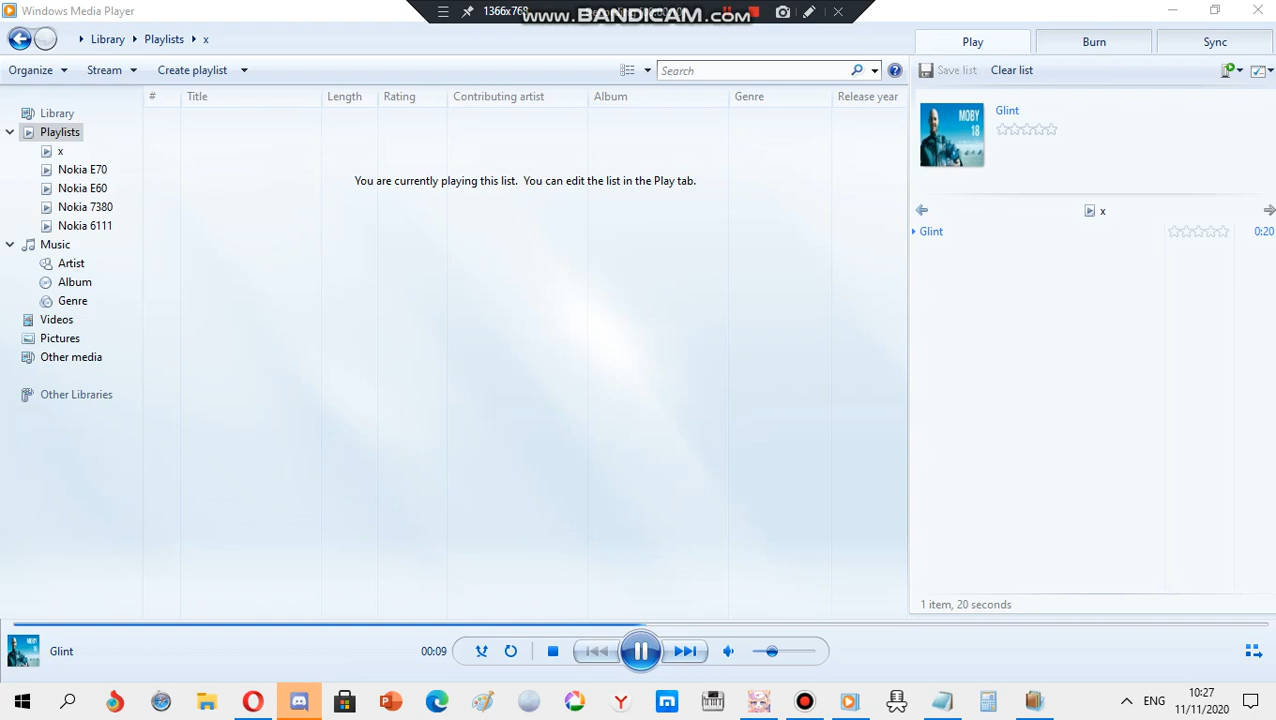 Windows Media Player
1366x768
WWW.BANDICAM.COM
Library
Playlists
x
Play
Burn
Sync
Organize
Stream
Create playlist
Search
Save list
Clear list
#
Title
Length
Rating
Contributing artist
Album
Genre
Release year
Library
Playlists
x
Nokia E70
Nokia E60
Nokia 7380
Nokia 6111
Music
Artist
Album
Genre
Videos
Pictures
Other media
Other Libraries
You are currently playing this list. You can edit the list in the Play tab.
MOBY
18
Glint
x
Glint
0:20
1 item, 20 seconds
Glint
00:09
ENG
10:27
11/11/2020